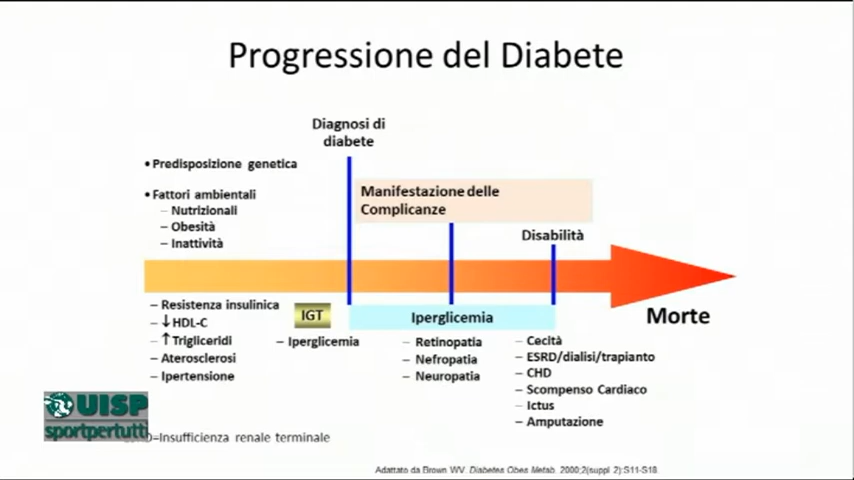 Progressione del Diabete
Diagnosi di
diabete
• Predisposizione genetica
• Fattori ambientali
– Nutrizionali
– Obesità
– Inattività
Manifestazione delle
Complicanze
Disabilità
– Resistenza insulinica
– ↓HDL-C
– ↑Trigliceridi
– Aterosclerosi
– Ipertensione
IGT
– Iperglicemia
Iperglicemia
– Retinopatia
– Nefropatia
– Neuropatia
Morte
– Cecità
– ESRD/dialisi/trapianto
– CHD
– Scompenso Cardiaco
– Ictus
– Amputazione
UISP
sportpertutti
D=Insufficienza renale terminale
Adattato da Brown WV. Diabetes Obes Metab. 2000;2(suppl 2):S11-S18.